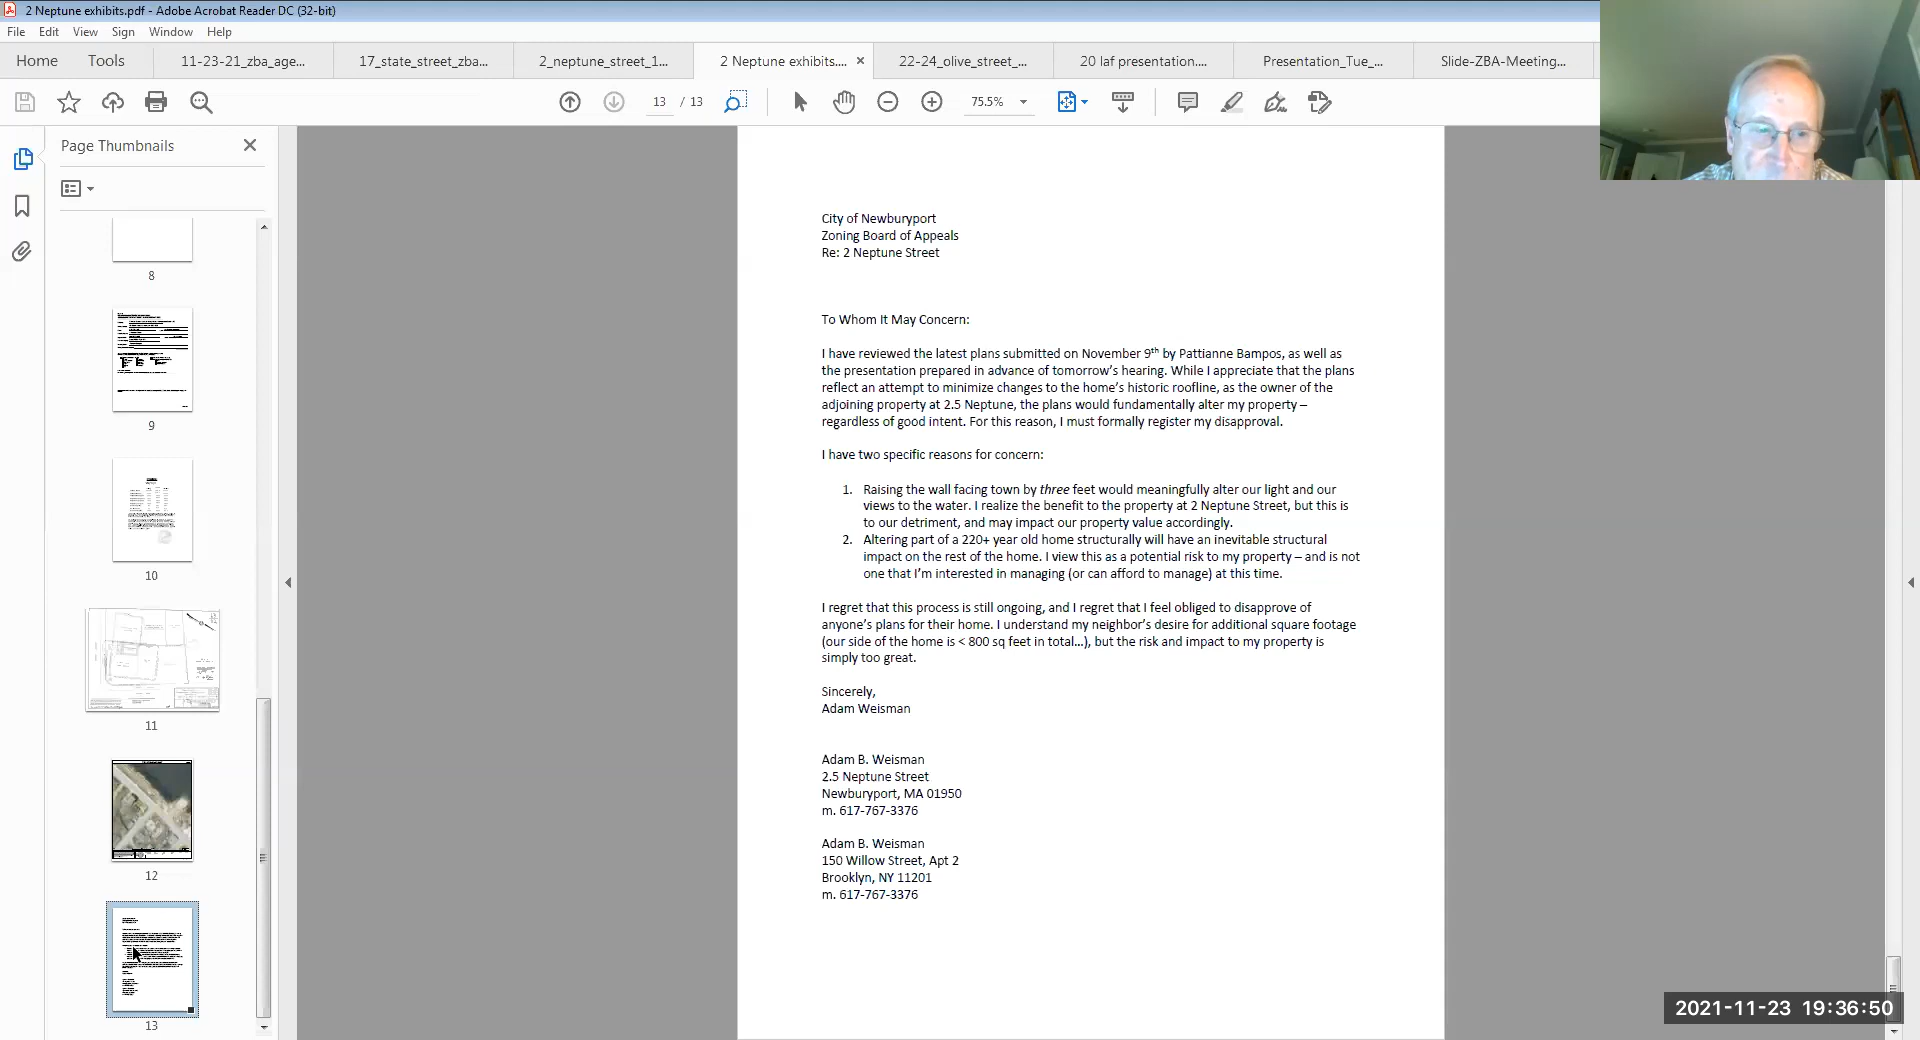 2 Neptune exhibits.pdf - Adobe Acrobat Reader DC (32-bit)
File Edit View Sign Window Help
Home Tools 11-23-21_zba_age... 17_state_street_zba... 2_neptune_street_1... 2 Neptune exhibits.... 22-24_olive_street_... 20 laf presentation.... Presentation_Tue_... Slide-ZBA-Meeting...
13 / 13 75.5%
Page Thumbnails
8
9
10
11
12
13
City of Newburyport
Zoning Board of Appeals
Re: 2 Neptune Street
To Whom It May Concern:
I have reviewed the latest plans submitted on November 9th by Pattianne Bampos, as well as
the presentation prepared in advance of tomorrow's hearing. While I appreciate that the plans
reflect an attempt to minimize changes to the home's historic roofline, as the owner of the
adjoining property at 2.5 Neptune, the plans would fundamentally alter my property –
regardless of good intent. For this reason, I must formally register my disapproval.
I have two specific reasons for concern:
1. Raising the wall facing town by three feet would meaningfully alter our light and our
views to the water. I realize the benefit to the property at 2 Neptune Street, but this is
to our detriment, and may impact our property value accordingly.
2. Altering part of a 220+ year old home structurally will have an inevitable structural
impact on the rest of the home. I view this as a potential risk to my property – and is not
one that I'm interested in managing (or can afford to manage) at this time.
I regret that this process is still ongoing, and I regret that I feel obliged to disapprove of
anyone's plans for their home. I understand my neighbor's desire for additional square footage
(our side of the home is < 800 sq feet in total...), but the risk and impact to my property is
simply too great.
Sincerely,
Adam Weisman
Adam B. Weisman
2.5 Neptune Street
Newburyport, MA 01950
m. 617-767-3376
Adam B. Weisman
150 Willow Street, Apt 2
Brooklyn, NY 11201
m. 617-767-3376
2021-11-23 19:36:50